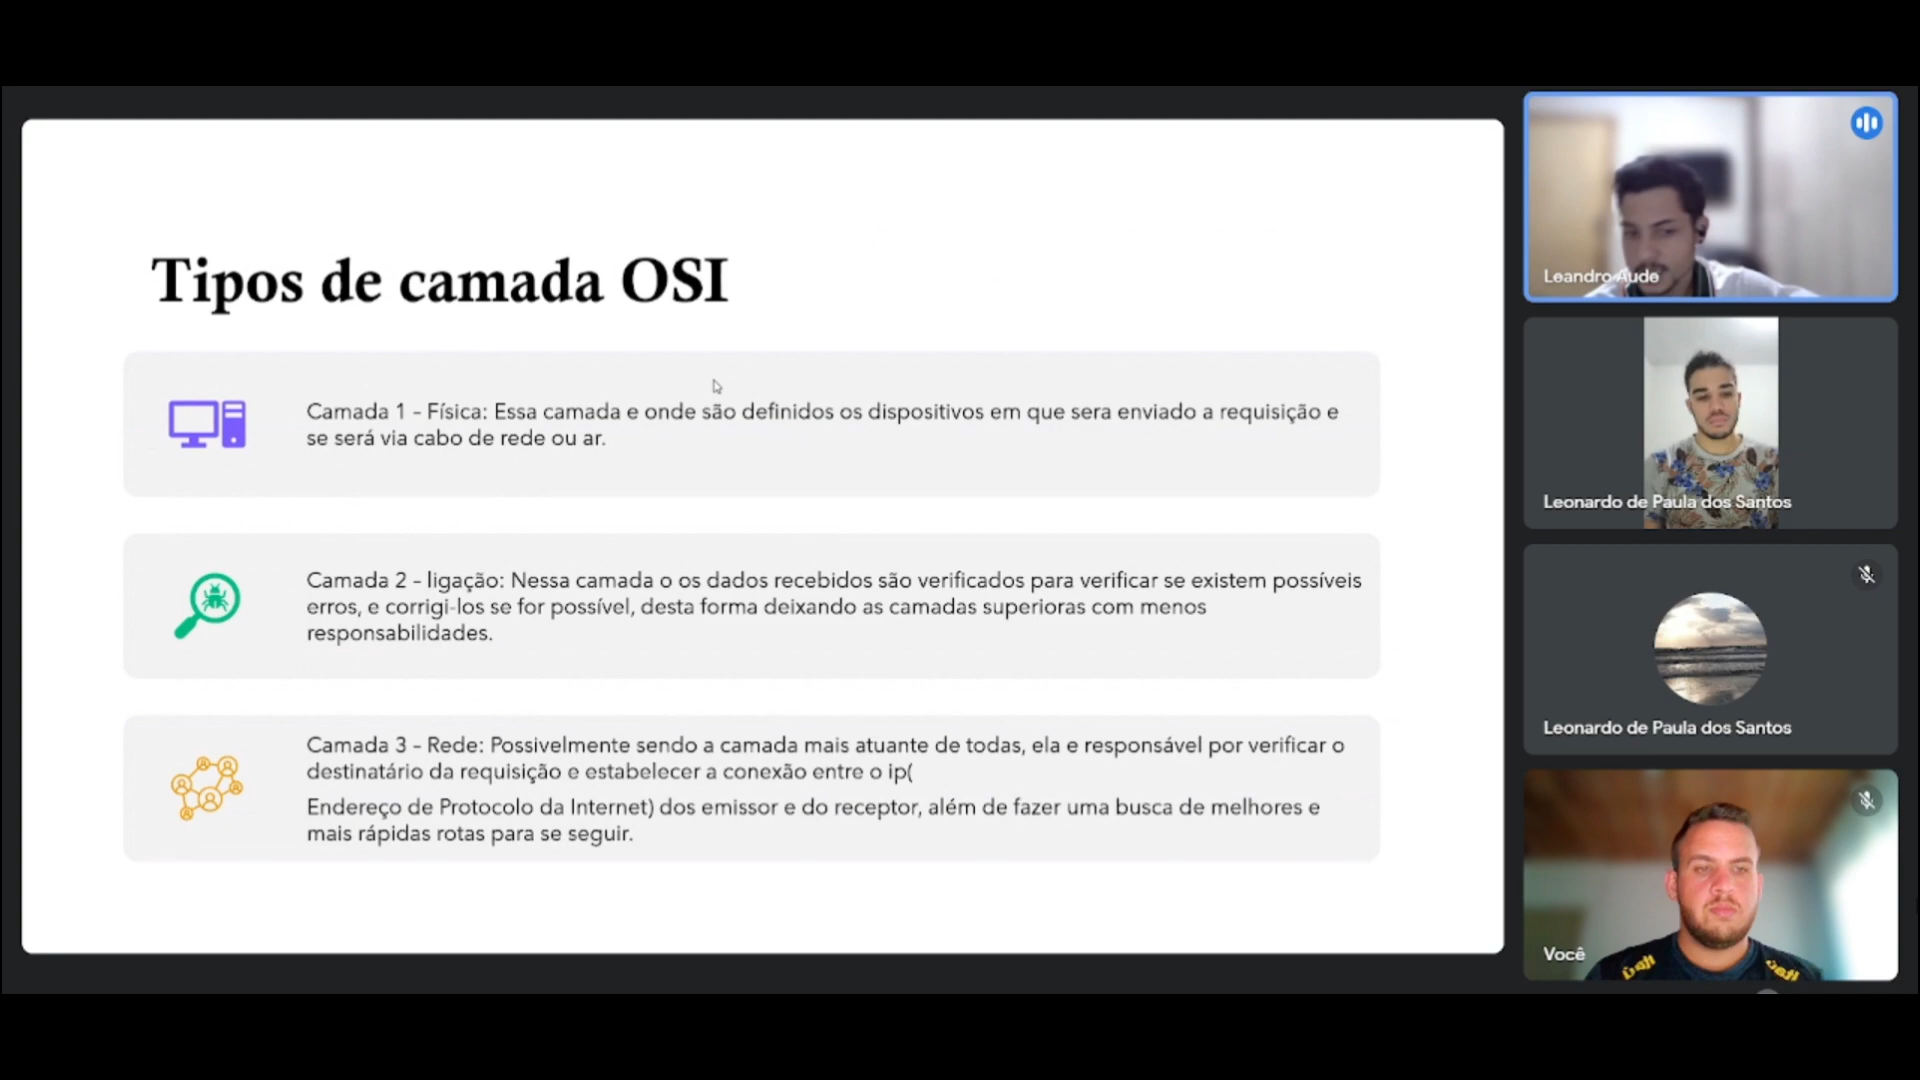 Tipos de camada OSI
Camada 1 - Física: Essa camada e onde são definidos os dispositivos em que sera enviado a requisição e
se será via cabo de rede ou ar.
Camada 2 - ligação: Nessa camada o os dados recebidos são verificados para verificar se existem possíveis
erros, e corrigi-los se for possível, desta forma deixando as camadas superioras com menos
responsabilidades.
Camada 3 - Rede: Possivelmente sendo a camada mais atuante de todas, ela e responsável por verificar o
destinatário da requisição e estabelecer a conexão entre o ip(
Endereço de Protocolo da Internet) dos emissor e do receptor, além de fazer uma busca de melhores e
mais rápidas rotas para se seguir.
Leandro Aude
Leonardo de Paula dos Santos
Leonardo de Paula dos Santos
Você